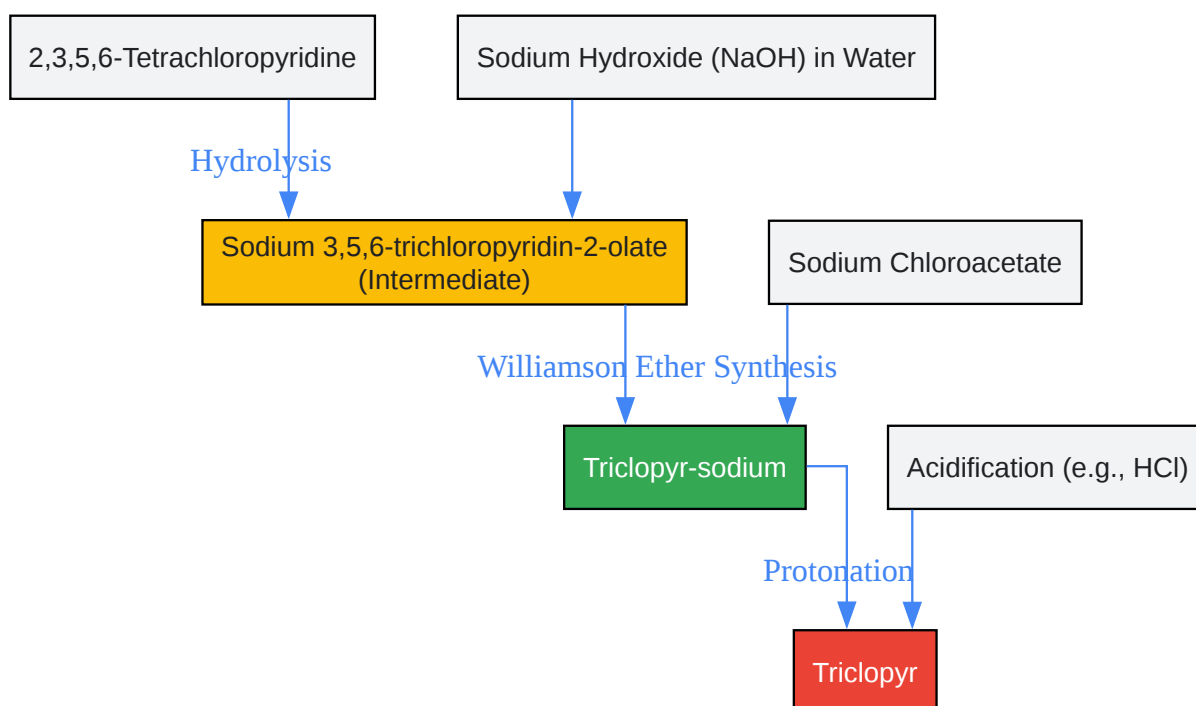 2,3,5,6-Tetrachloropyridine
Sodium Hydroxide (NaOH) in Water
Hydrolysis
Sodium 3,5,6-trichloropyridin-2-olate
(Intermediate)
Sodium Chloroacetate
Williamson Ether Synthesis
Triclopyr-sodium
Acidification (e.g., HCl)
Protonation
Triclopyr